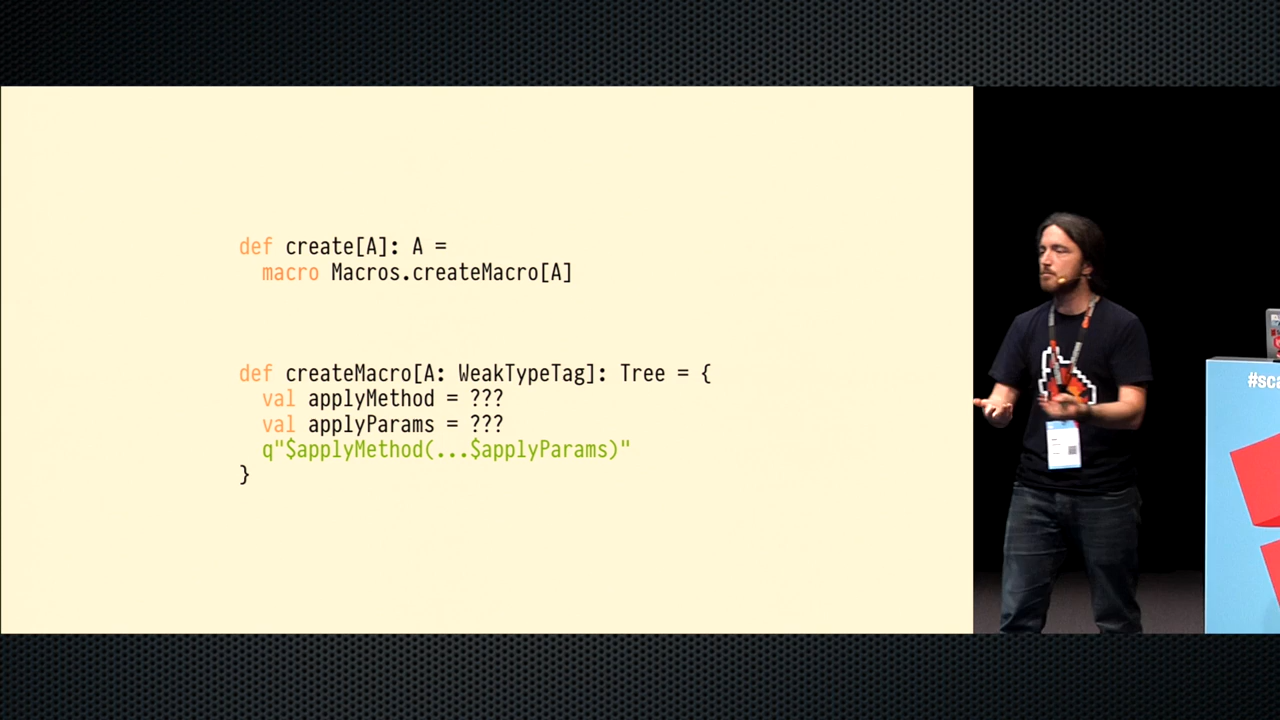 def create[A]: A =
macro Macros.createMacro[A]
def createMacro[A: WeakTypeTag]: Tree = {
val applyMethod = ???
val applyParams = ???
q"$applyMethod(...$applyParams)"
}
#sca